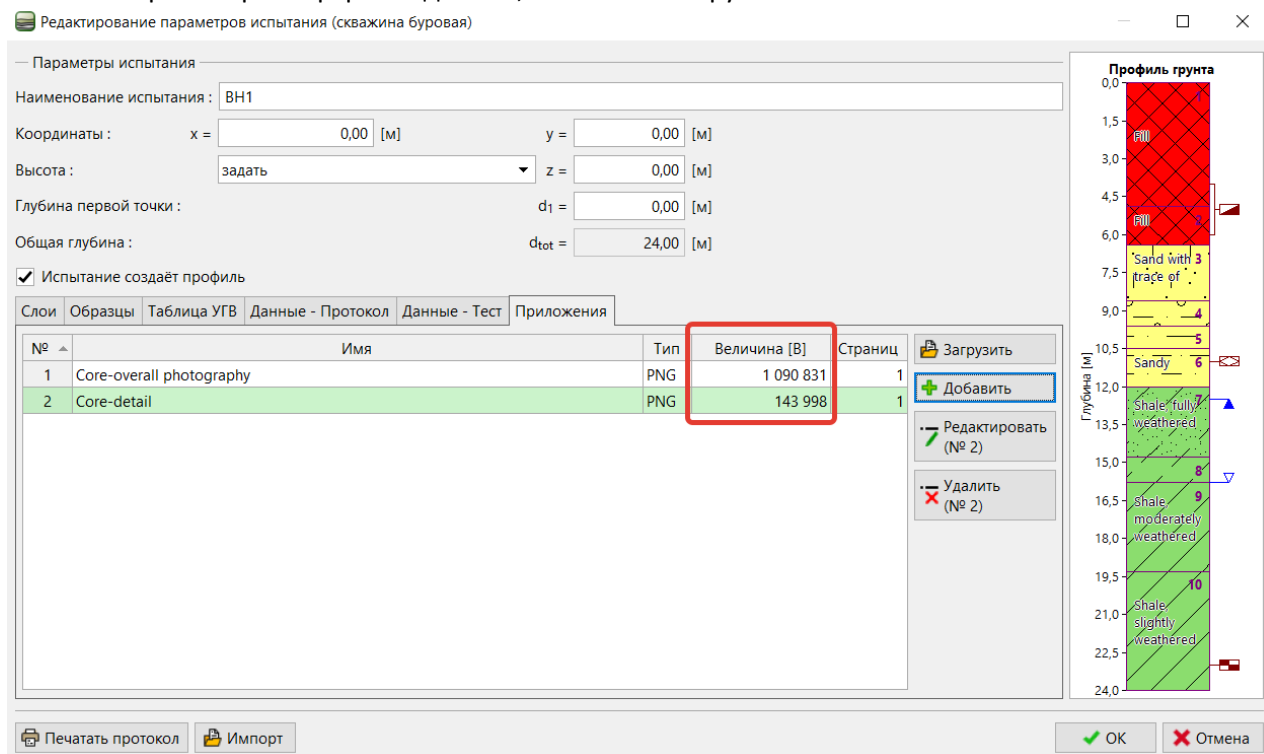 Редактирование параметров испытания (скважина буровая)
Параметры испытания
Наименование испытания : BH1
Координаты : x = 0,00 [м] y = 0,00 [м]
Высота : задать z = 0,00 [м]
Глубина первой точки : d1 = 0,00 [м]
Общая глубина : dtot = 24,00 [м]
Испытание создаёт профиль
Слои Образцы Таблица УГВ Данные - Протокол Данные - Тест Приложения
№ Имя Тип Величина [B] Страниц
1 Core-overall photography PNG 1 090 831 1
2 Core-detail PNG 143 998 1
Загрузить
Добавить
Редактировать
(№ 2)
Удалить
(№ 2)
Профиль грунта
Глубина [м]
0,0
1,5
3,0
4,5
6,0
7,5
9,0
10,5
12,0
13,5
15,0
16,5
18,0
19,5
21,0
22,5
24,0
1
Fill
Fill 2
Sand with 3
trace of
4
5
Sandy 6
7
Shale, fully
weathered
8
Shale 9
moderately
weathered
10
Shale,
slightly
weathered
Печатать протокол Импорт OK Отмена